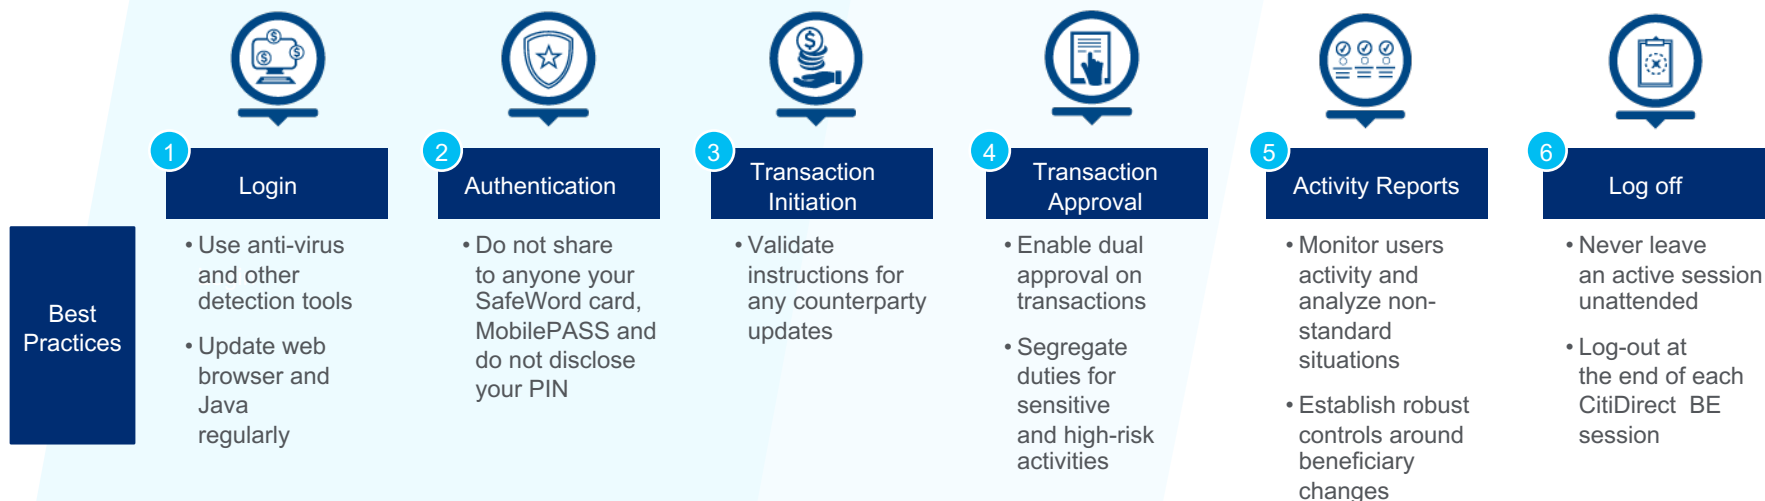 1
Login
2
Authentication
3
Transaction
Initiation
4
Transaction
Approval
5
Activity Reports
6
Log off
Best
Practices
• Use anti-virus
and other
detection tools
• Update web
browser and
Java
regularly
• Do not share
to anyone your
SafeWord card,
MobilePASS and
do not disclose
your PIN
• Validate
instructions for
any counterparty
updates
• Enable dual
approval on
transactions
• Segregate
duties for
sensitive
and high-risk
activities
• Monitor users
activity and
analyze non-
standard
situations
• Establish robust
controls around
beneficiary
changes
• Never leave
an active session
unattended
• Log-out at
the end of each
CitiDirect BE
session